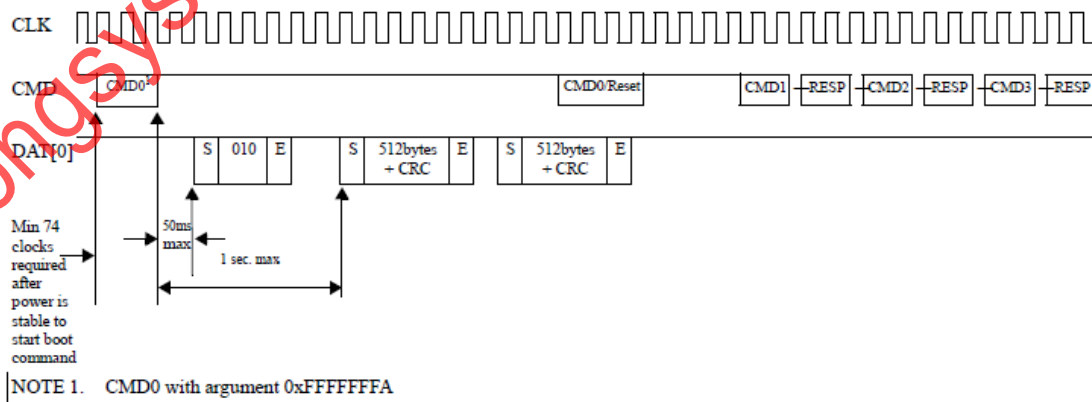 CLK
CMD CMD0¹ CMD0/Reset CMD1 RESP CMD2 RESP CMD3 RESP
DAT[0] S 010 E S 512bytes + CRC E S 512bytes + CRC E
Min 74
clocks
required
after
power is
stable to
start boot
command
50ms
max
1 sec. max
NOTE 1. CMD0 with argument 0xFFFFFFFA
ongsys